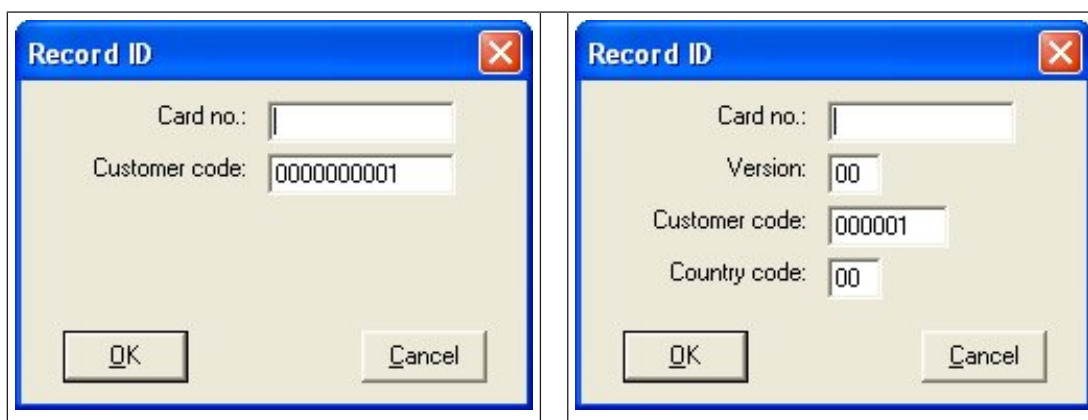 Record ID
Card no.:
Customer code: 0000000001
OK Cancel
Record ID
Card no.:
Version: 00
Customer code: 000001
Country code: 00
OK Cancel